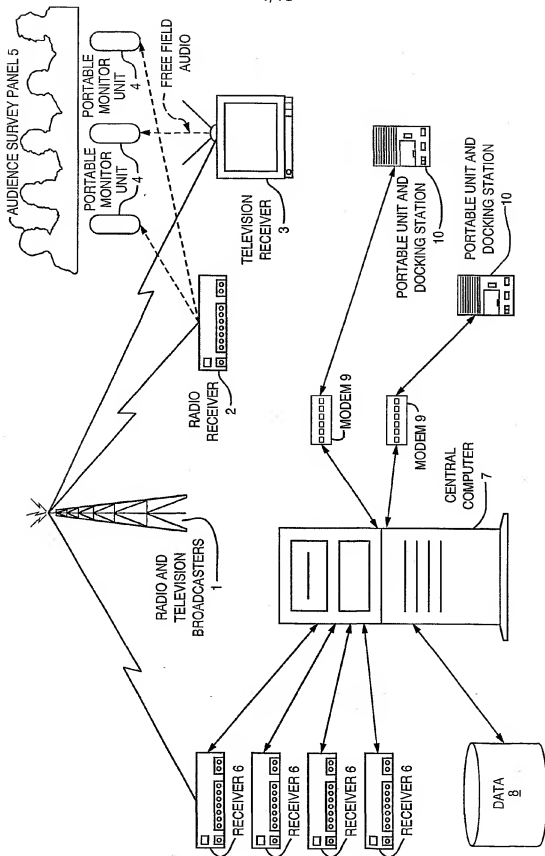 AUDIENCE SURVEY PANEL 5
PORTABLE
MONITOR
UNIT
4
PORTABLE
MONITOR
UNIT
4
FREE FIELD
AUDIO
TELEVISION
RECEIVER
3
RADIO
RECEIVER
2
RADIO AND
TELEVISION
BROADCASTERS
1
PORTABLE UNIT AND
DOCKING STATION
10
PORTABLE UNIT AND
DOCKING STATION
10
MODEM 9
MODEM 9
CENTRAL
COMPUTER
7
RECEIVER 6
RECEIVER 6
RECEIVER 6
RECEIVER 6
DATA
8